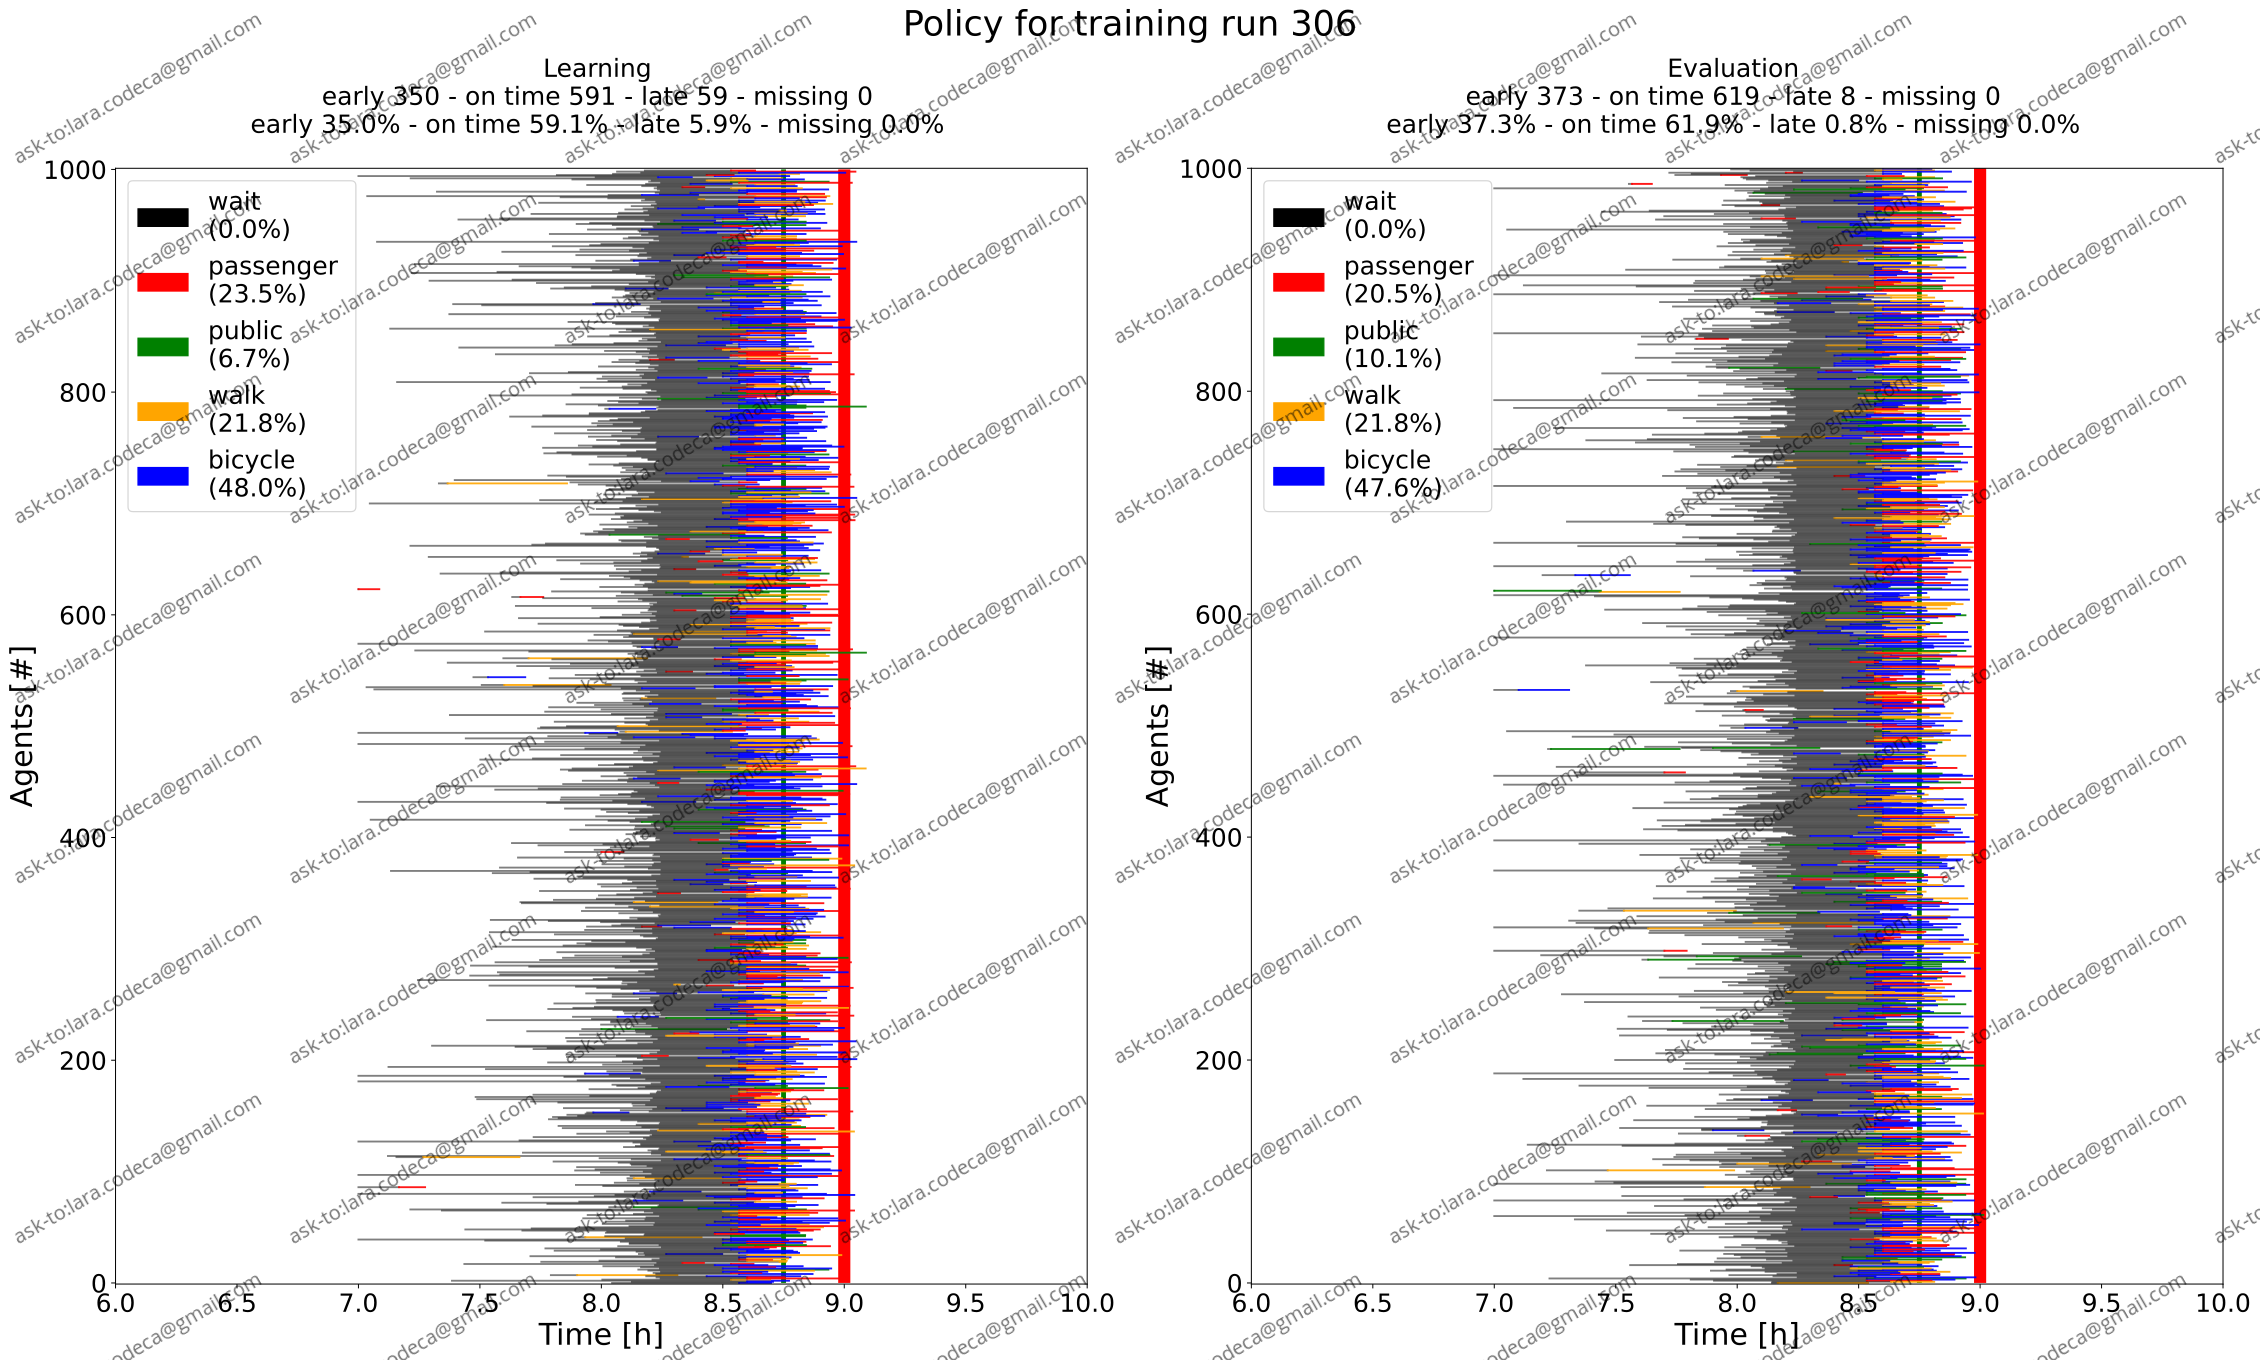 Policy for training run 306
Learning
early 350 - on time 591 - late 59 - missing 0
early 35.0% - on time 59.1% - late 5.9% - missing 0.0%
Evaluation
early 373 - on time 619 - late 8 - missing 0
early 37.3% - on time 61.9% - late 0.8% - missing 0.0%
wait
(0.0%)
passenger
(23.5%)
public
(6.7%)
walk
(21.8%)
bicycle
(48.0%)
1000
800
600
400
200
0
Agents [#]
6.0 6.5 7.0 7.5 8.0 8.5 9.0 9.5 10.0
Time [h]
wait
(0.0%)
passenger
(20.5%)
public
(10.1%)
walk
(21.8%)
bicycle
(47.6%)
1000
800
600
400
200
0
Agents [#]
6.0 6.5 7.0 7.5 8.0 8.5 9.0 9.5 10.0
Time [h]
ask-to:lara.codeca@gmail.com